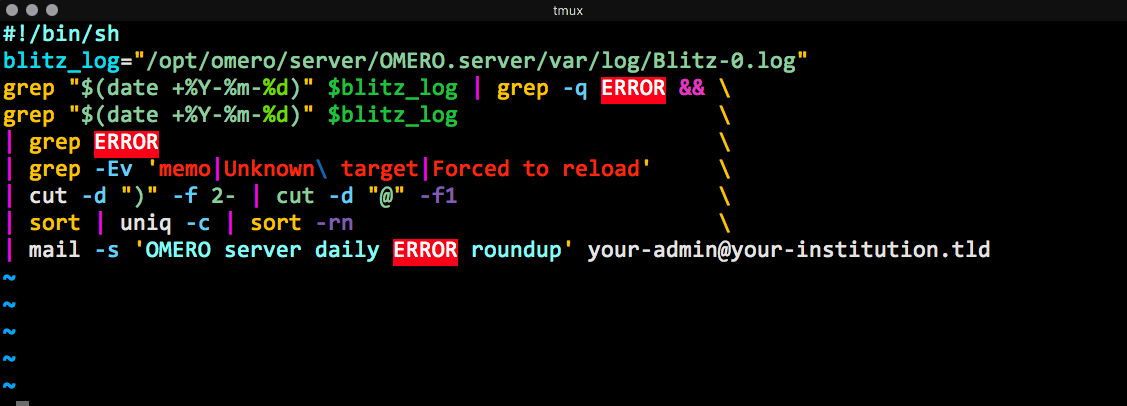 tmux
#!/bin/sh
blitz_log="/opt/omero/server/OMERO.server/var/log/Blitz-0.log"
grep "$(date +%Y-%m-%d)" $blitz_log | grep -q ERROR && \
grep "$(date +%Y-%m-%d)" $blitz_log \
| grep ERROR \
| grep -Ev 'memo|Unknown\ target|Forced to reload' \
| cut -d ")" -f 2- | cut -d "@" -f1 \
| sort | uniq -c | sort -rn \
| mail -s 'OMERO server daily ERROR roundup' your-admin@your-institution.tld
~
~
~
~
~